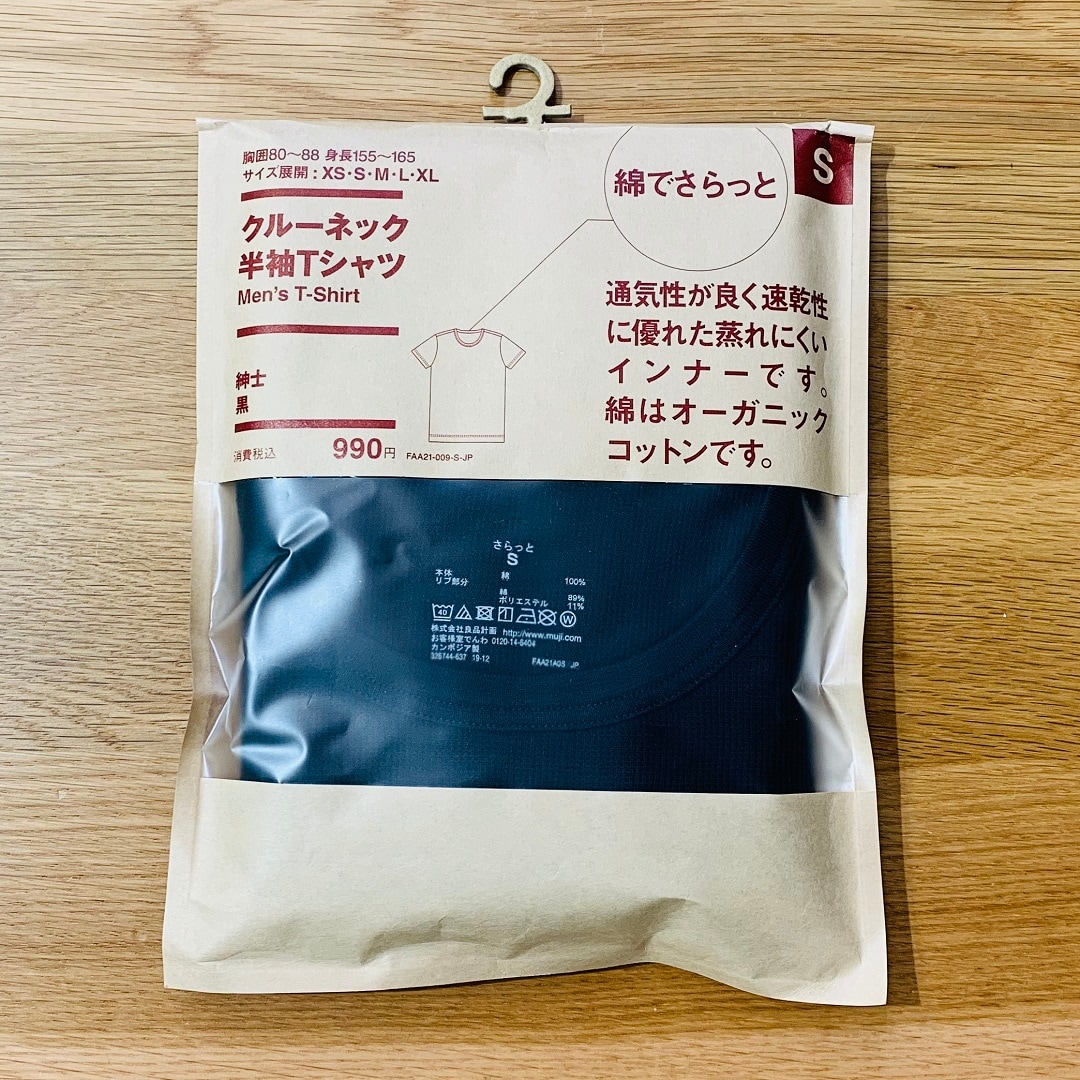 胸囲80〜88 身長155〜165
サイズ展開：XS・S・M・L・XL
クルーネック
半袖Tシャツ
Men's T-Shirt
紳士
黒
消費税込 990円
FAA21-009-S-JP
綿でさらっと
S
通気性が良く速乾性
に優れた蒸れにくい
インナーです。
綿はオーガニック
コットンです。
さらっと
S
本体 綿 100%
リブ部分
綿 89%
ポリエステル 11%
40
W
株式会社良品計画 http://www.muji.com
お客様室でんわ 0120-14-6404
カンボジア製
326744-637 19-12 FAA21A0S JP